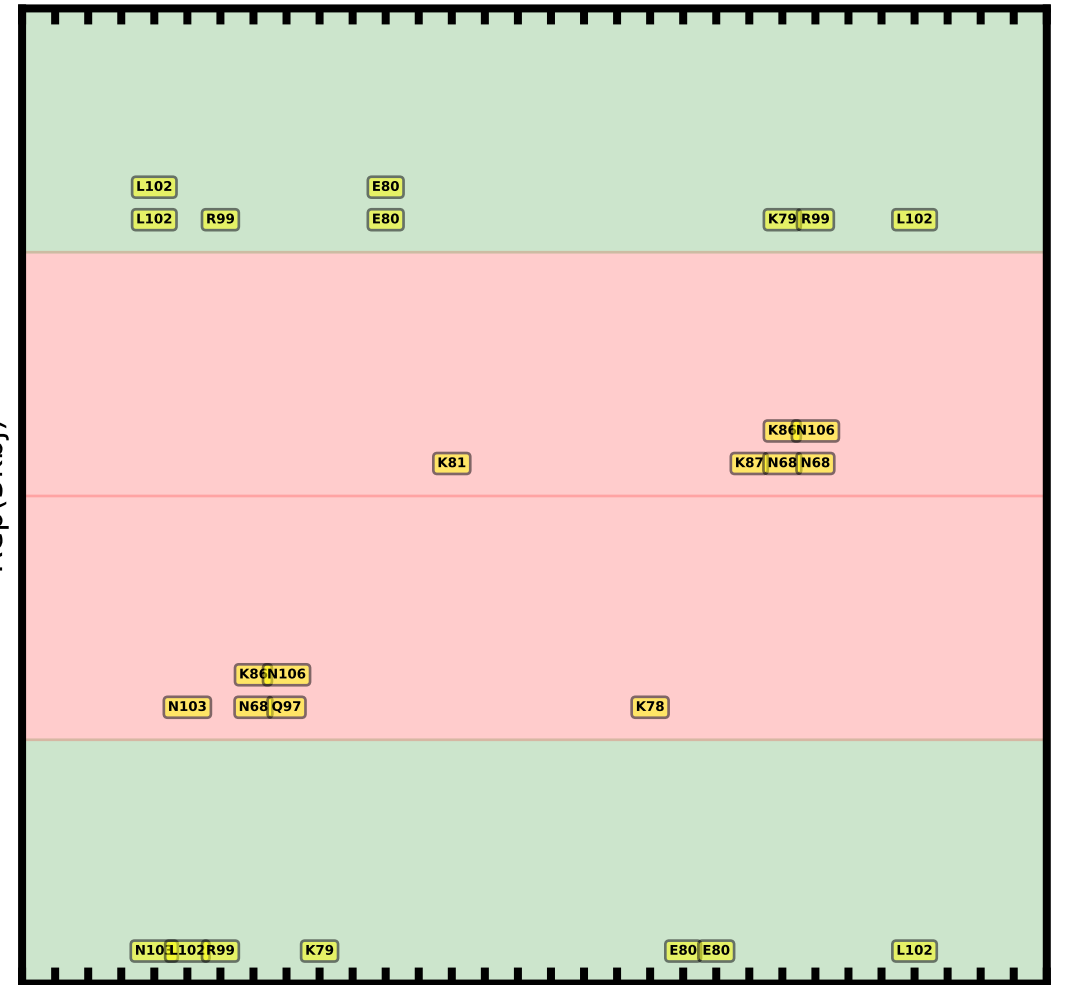 L102 E80
L102 R99 E80 K79 R99 L102
K86 N106
K81 K87 N68 N68
K86 N106
N103 N68 Q97 K78
L102 R99 K79 E80 E80 L102